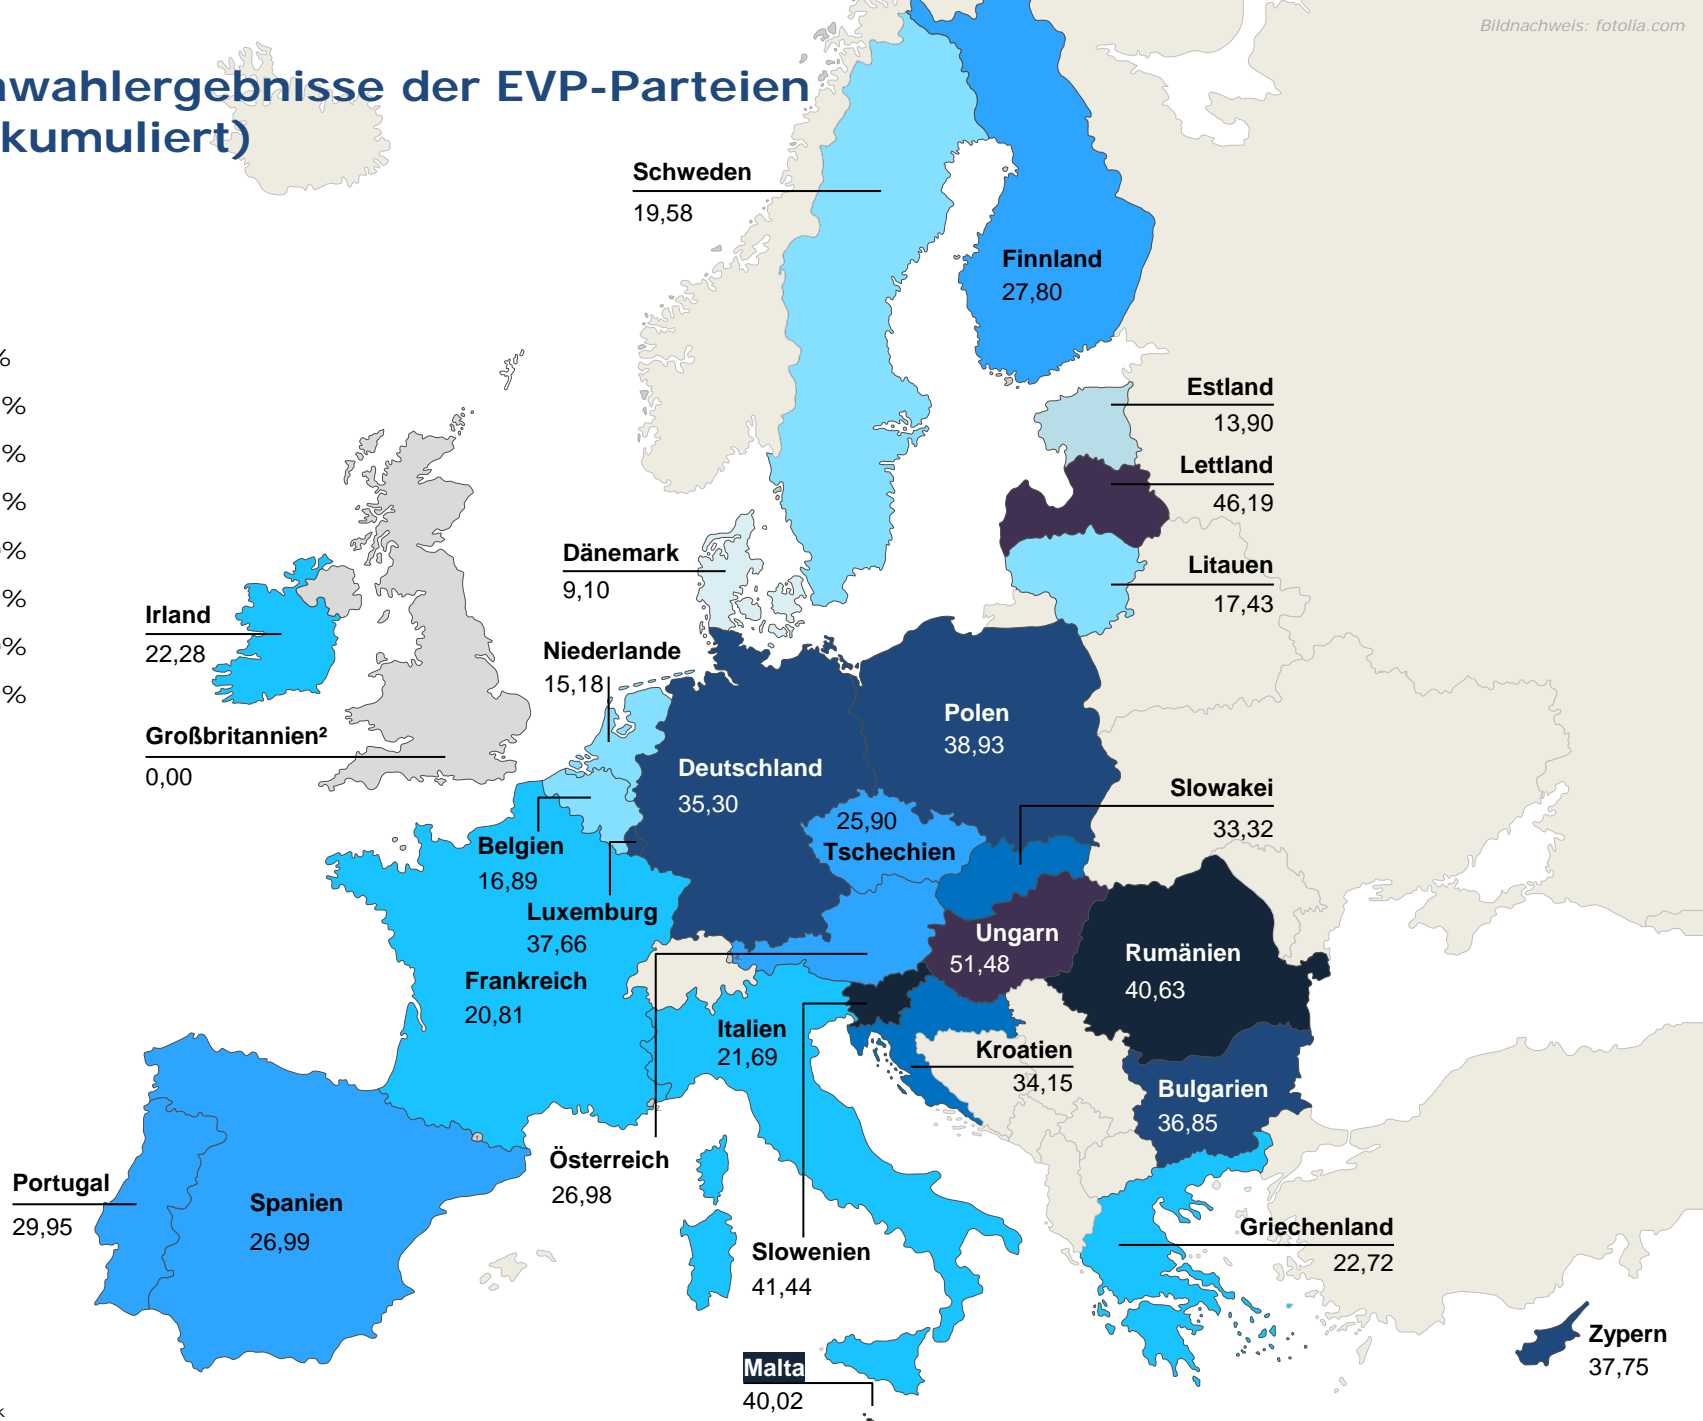 Bildnachweis: fotolia.com
wahlergebnisse der EVP-Parteien
kumuliert)
Schweden
19,58
Finnland
27,80
%
%
%
%
%
%
%
%
Estland
13,90
Lettland
46,19
Litauen
17,43
Dänemark
9,10
Irland
22,28
Niederlande
15,18
Großbritannien²
0,00
Polen
38,93
Deutschland
35,30
Slowakei
33,32
25,90
Tschechien
Belgien
16,89
Luxemburg
37,66
Frankreich
20,81
Ungarn
51,48
Rumänien
40,63
Italien
21,69
Kroatien
34,15
Bulgarien
36,85
Österreich
26,98
Portugal
29,95
Spanien
26,99
Slowenien
41,44
Griechenland
22,72
Zypern
37,75
Malta
40,02